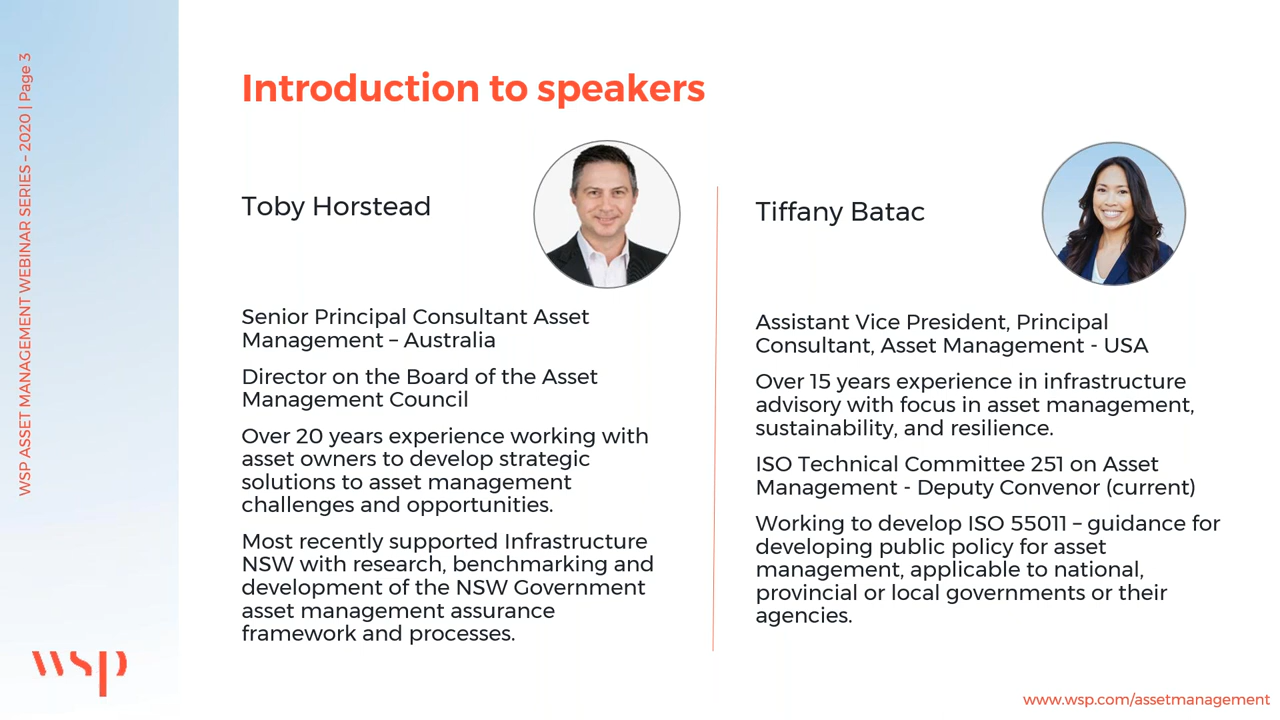 WSP ASSET MANAGEMENT WEBINAR SERIES – 2020 | Page 3
Introduction to speakers
Toby Horstead
Senior Principal Consultant Asset
Management – Australia
Director on the Board of the Asset
Management Council
Over 20 years experience working with
asset owners to develop strategic
solutions to asset management
challenges and opportunities.
Most recently supported Infrastructure
NSW with research, benchmarking and
development of the NSW Government
asset management assurance
framework and processes.
Tiffany Batac
Assistant Vice President, Principal
Consultant, Asset Management - USA
Over 15 years experience in infrastructure
advisory with focus in asset management,
sustainability, and resilience.
ISO Technical Committee 251 on Asset
Management - Deputy Convenor (current)
Working to develop ISO 55011 – guidance for
developing public policy for asset
management, applicable to national,
provincial or local governments or their
agencies.
wsp
www.wsp.com/assetmanagement